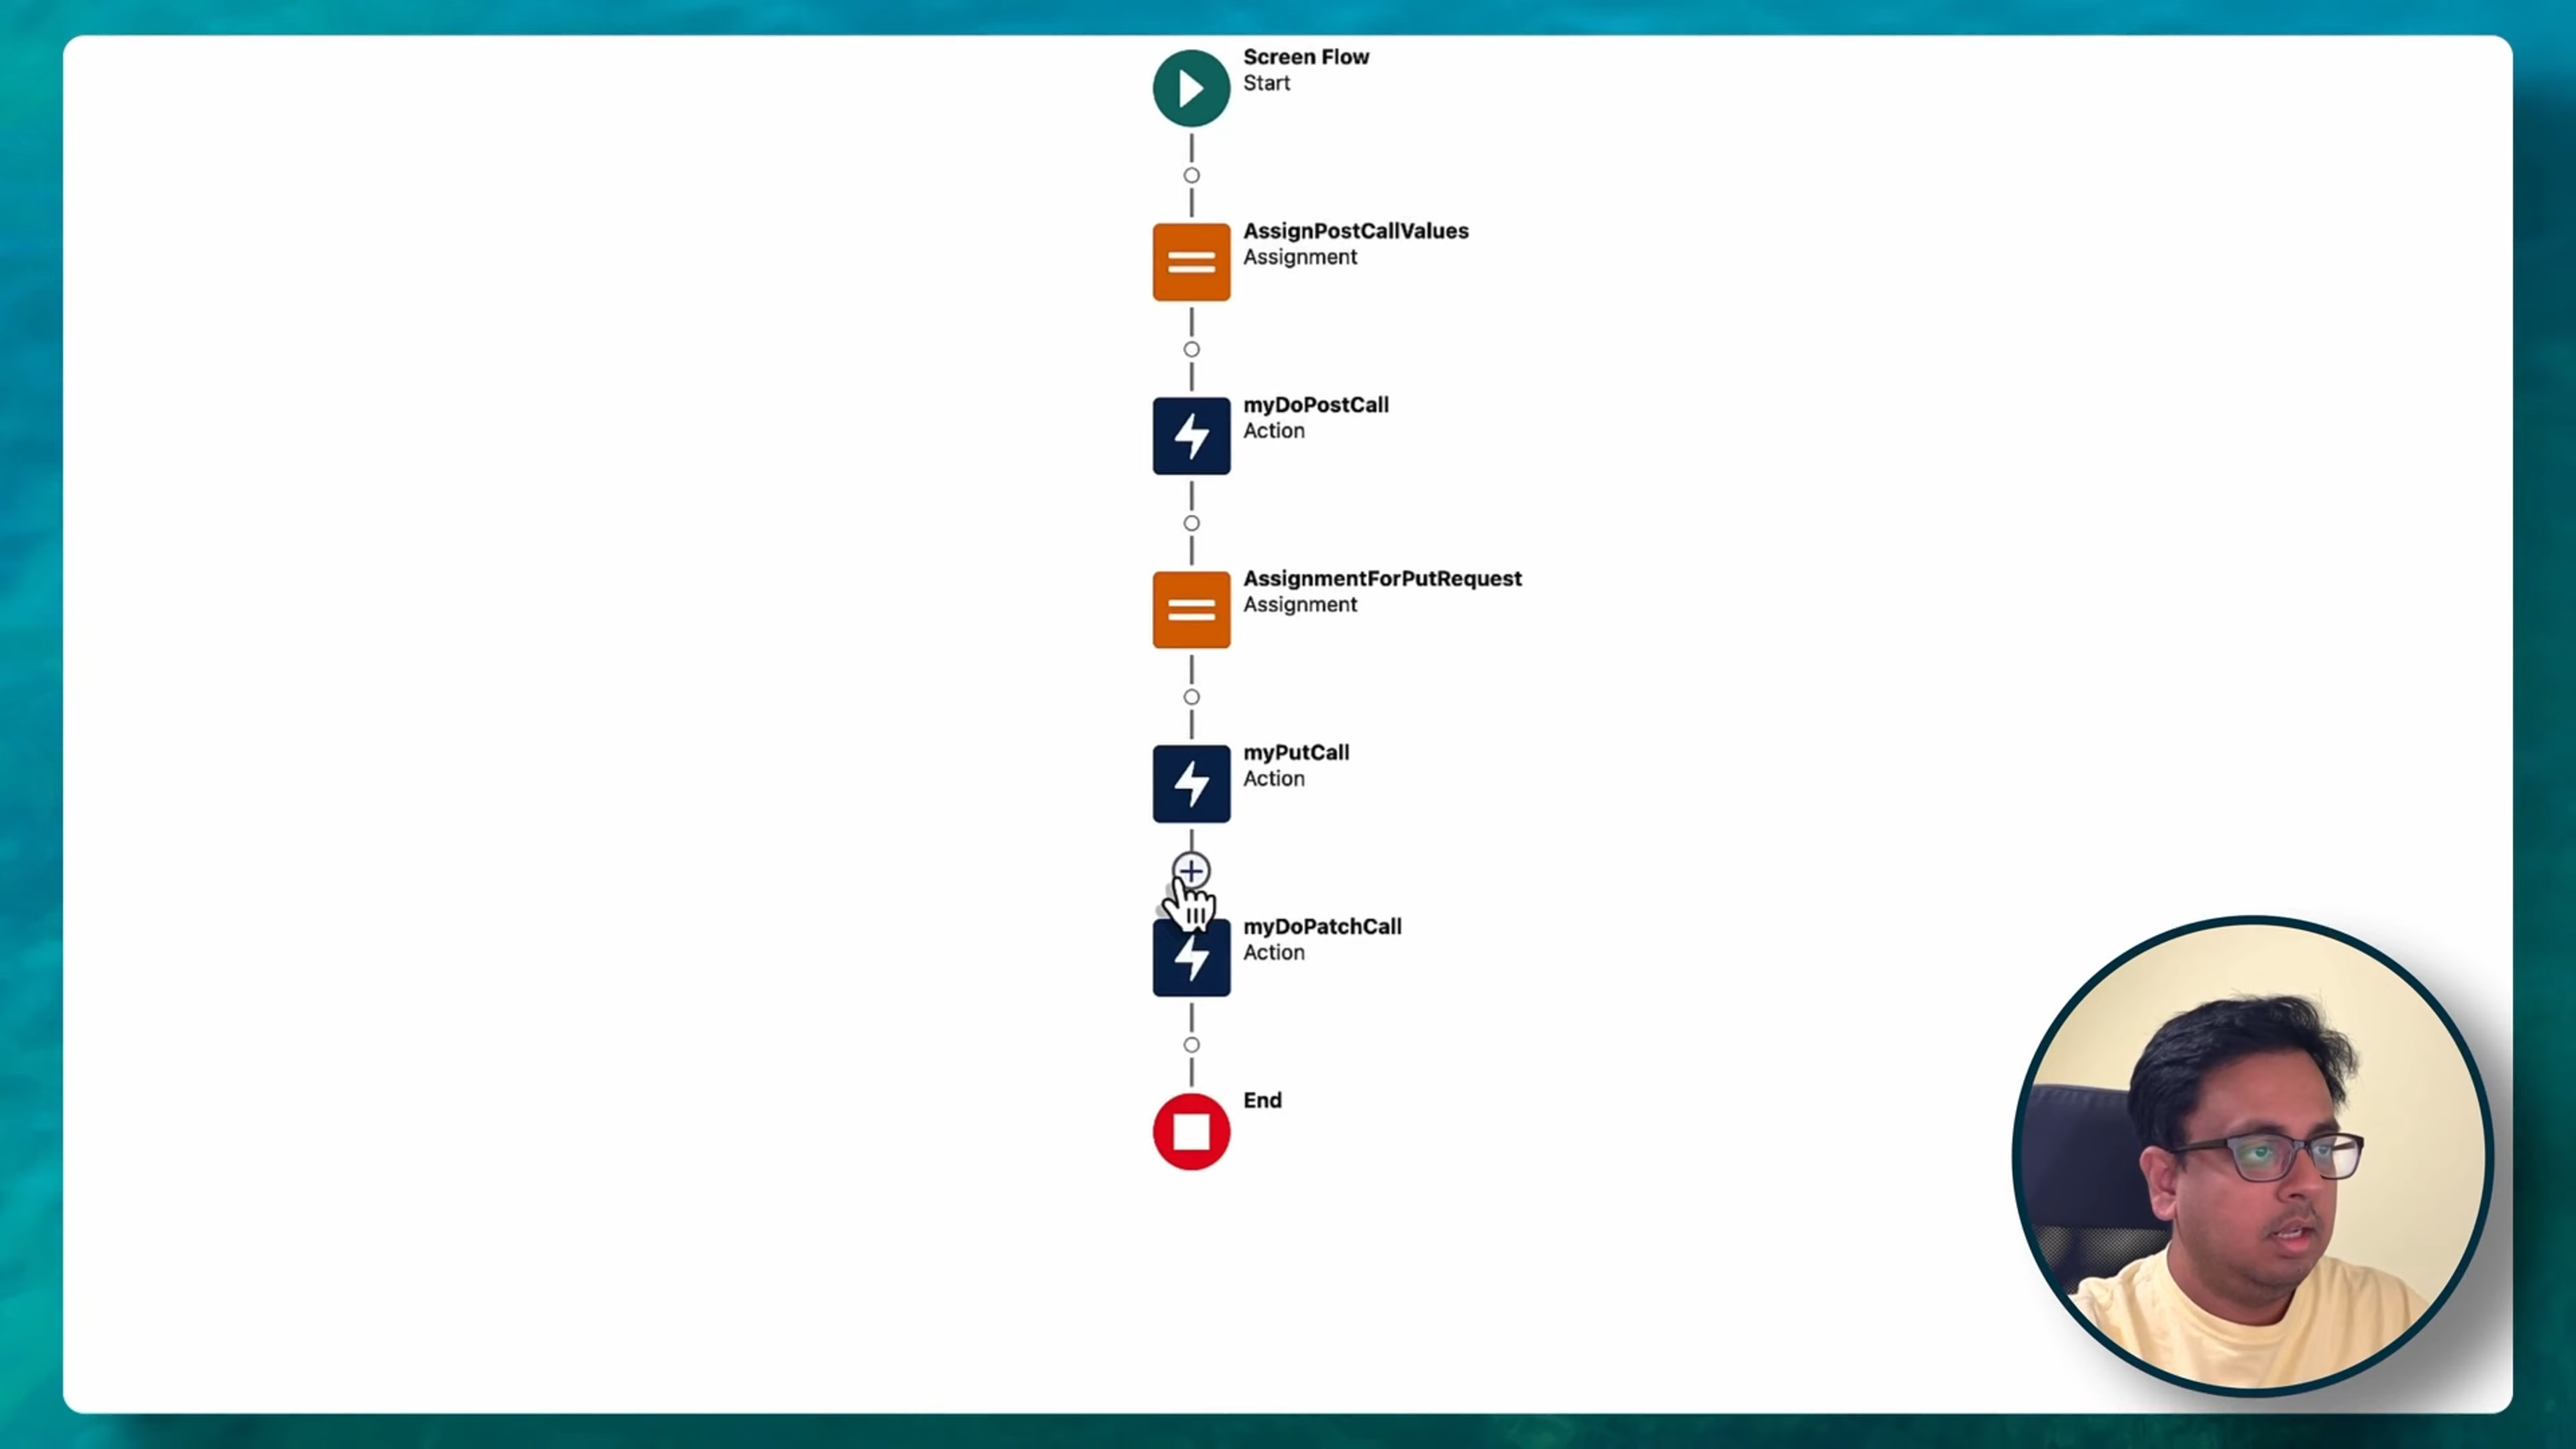 Screen Flow
Start
AssignPostCallValues
Assignment
myDoPostCall
Action
AssignmentForPutRequest
Assignment
myPutCall
Action
myDoPatchCall
Action
End